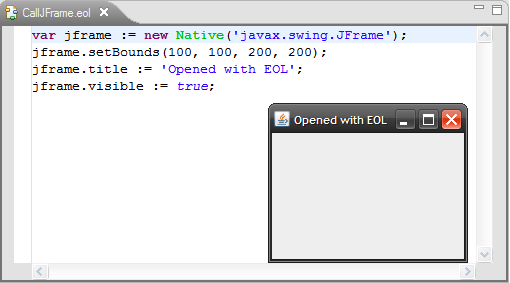 CallJFrame.eol
var jframe := new Native('javax.swing.JFrame');
jframe.setBounds(100, 100, 200, 200);
jframe.title := 'Opened with EOL';
jframe.visible := true;
Opened with EOL